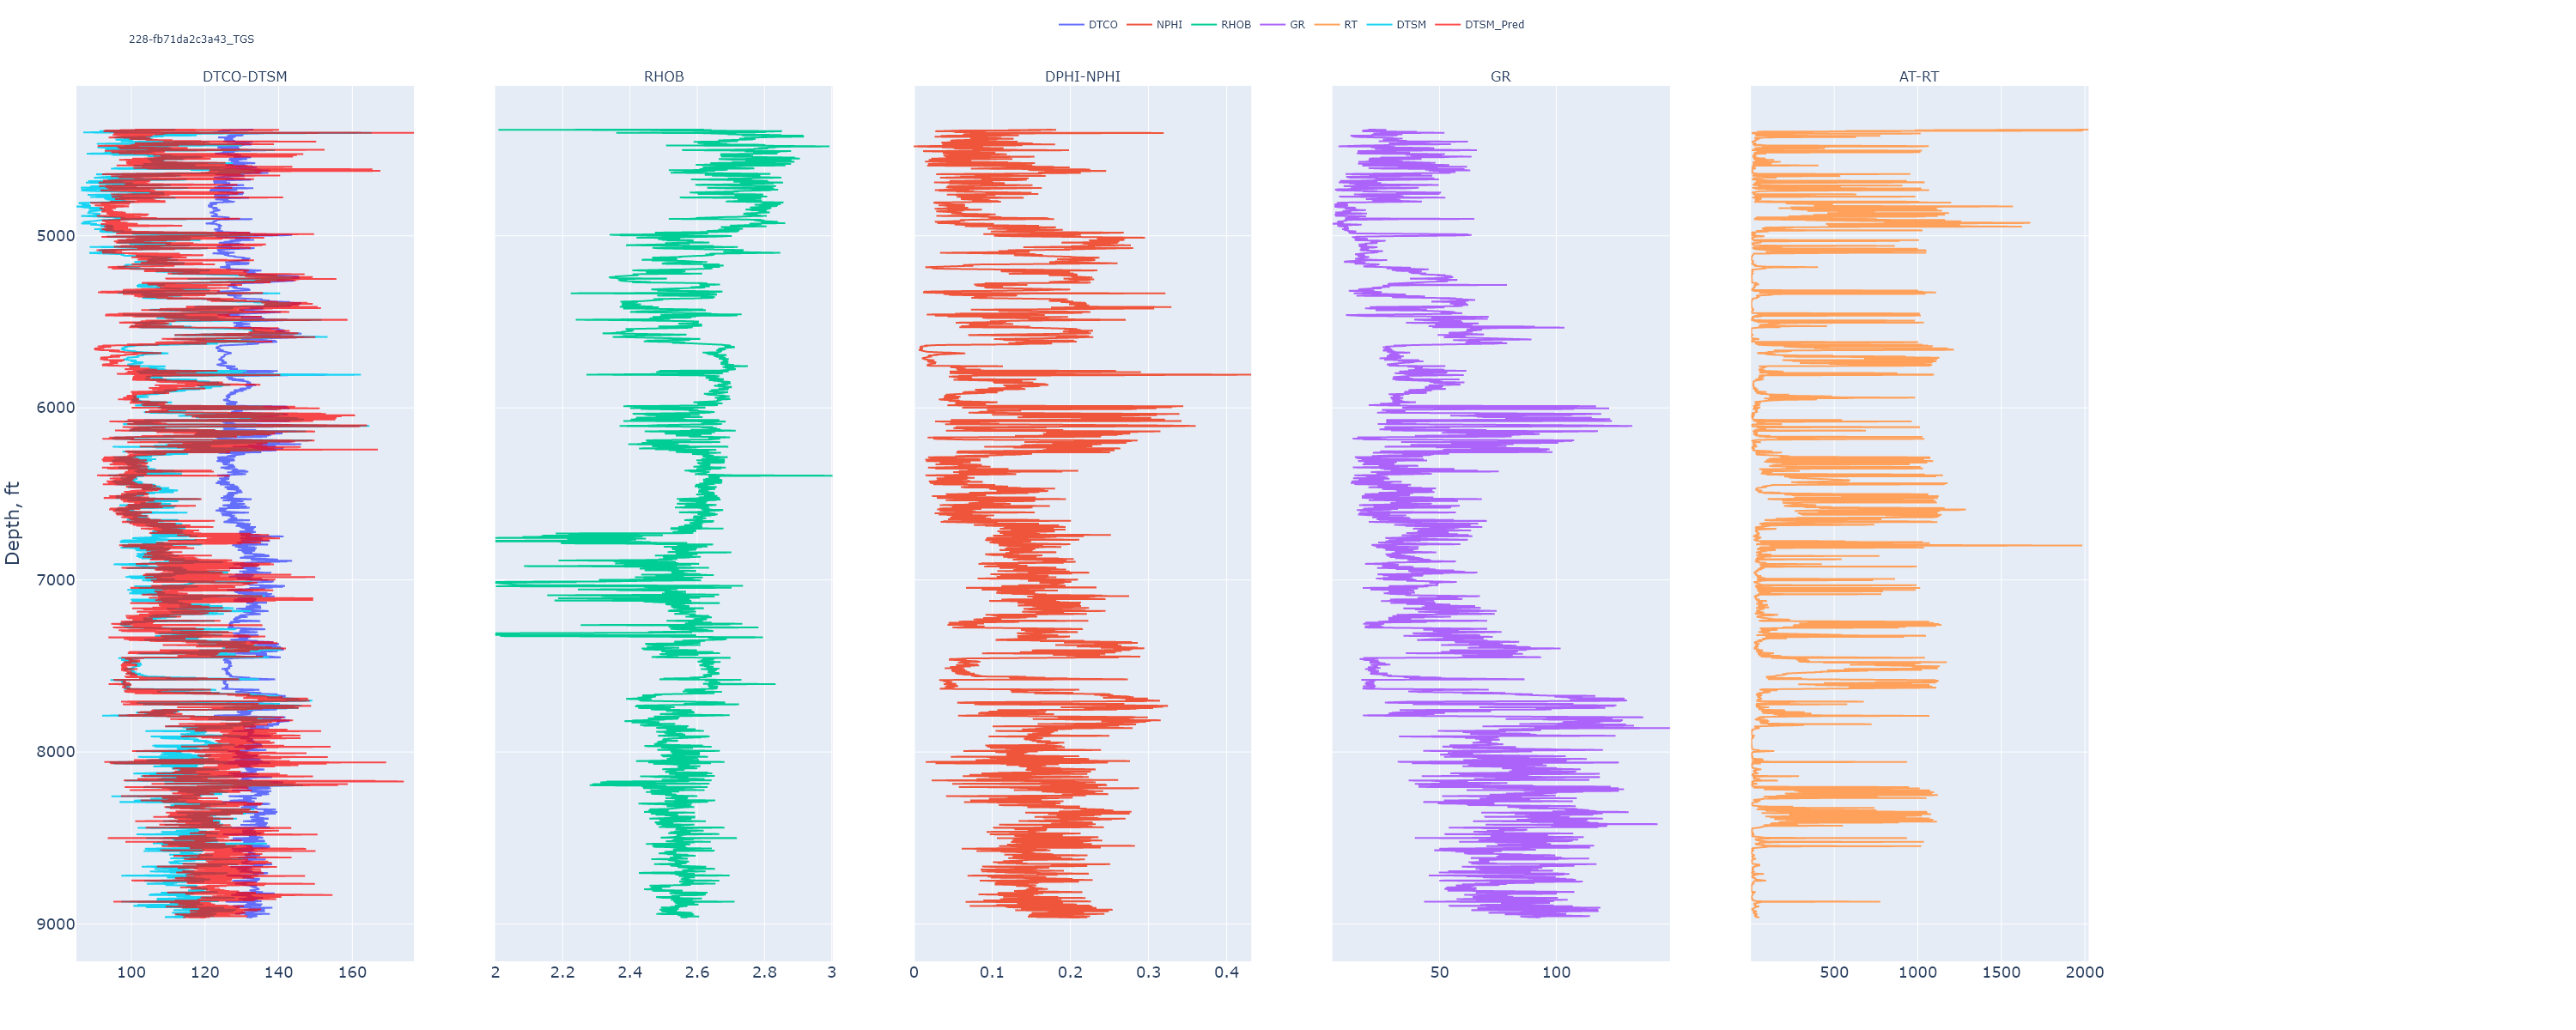 DTCO NPHI RHOB GR RT DTSM DTSM_Pred
228-fb71da2c3a43_TGS
DTCO-DTSM RHOB DPHI-NPHI GR AT-RT
Depth, ft
5000
6000
7000
8000
9000
100 120 140 160 2 2.2 2.4 2.6 2.8 3 0 0.1 0.2 0.3 0.4 50 100 500 1000 1500 2000